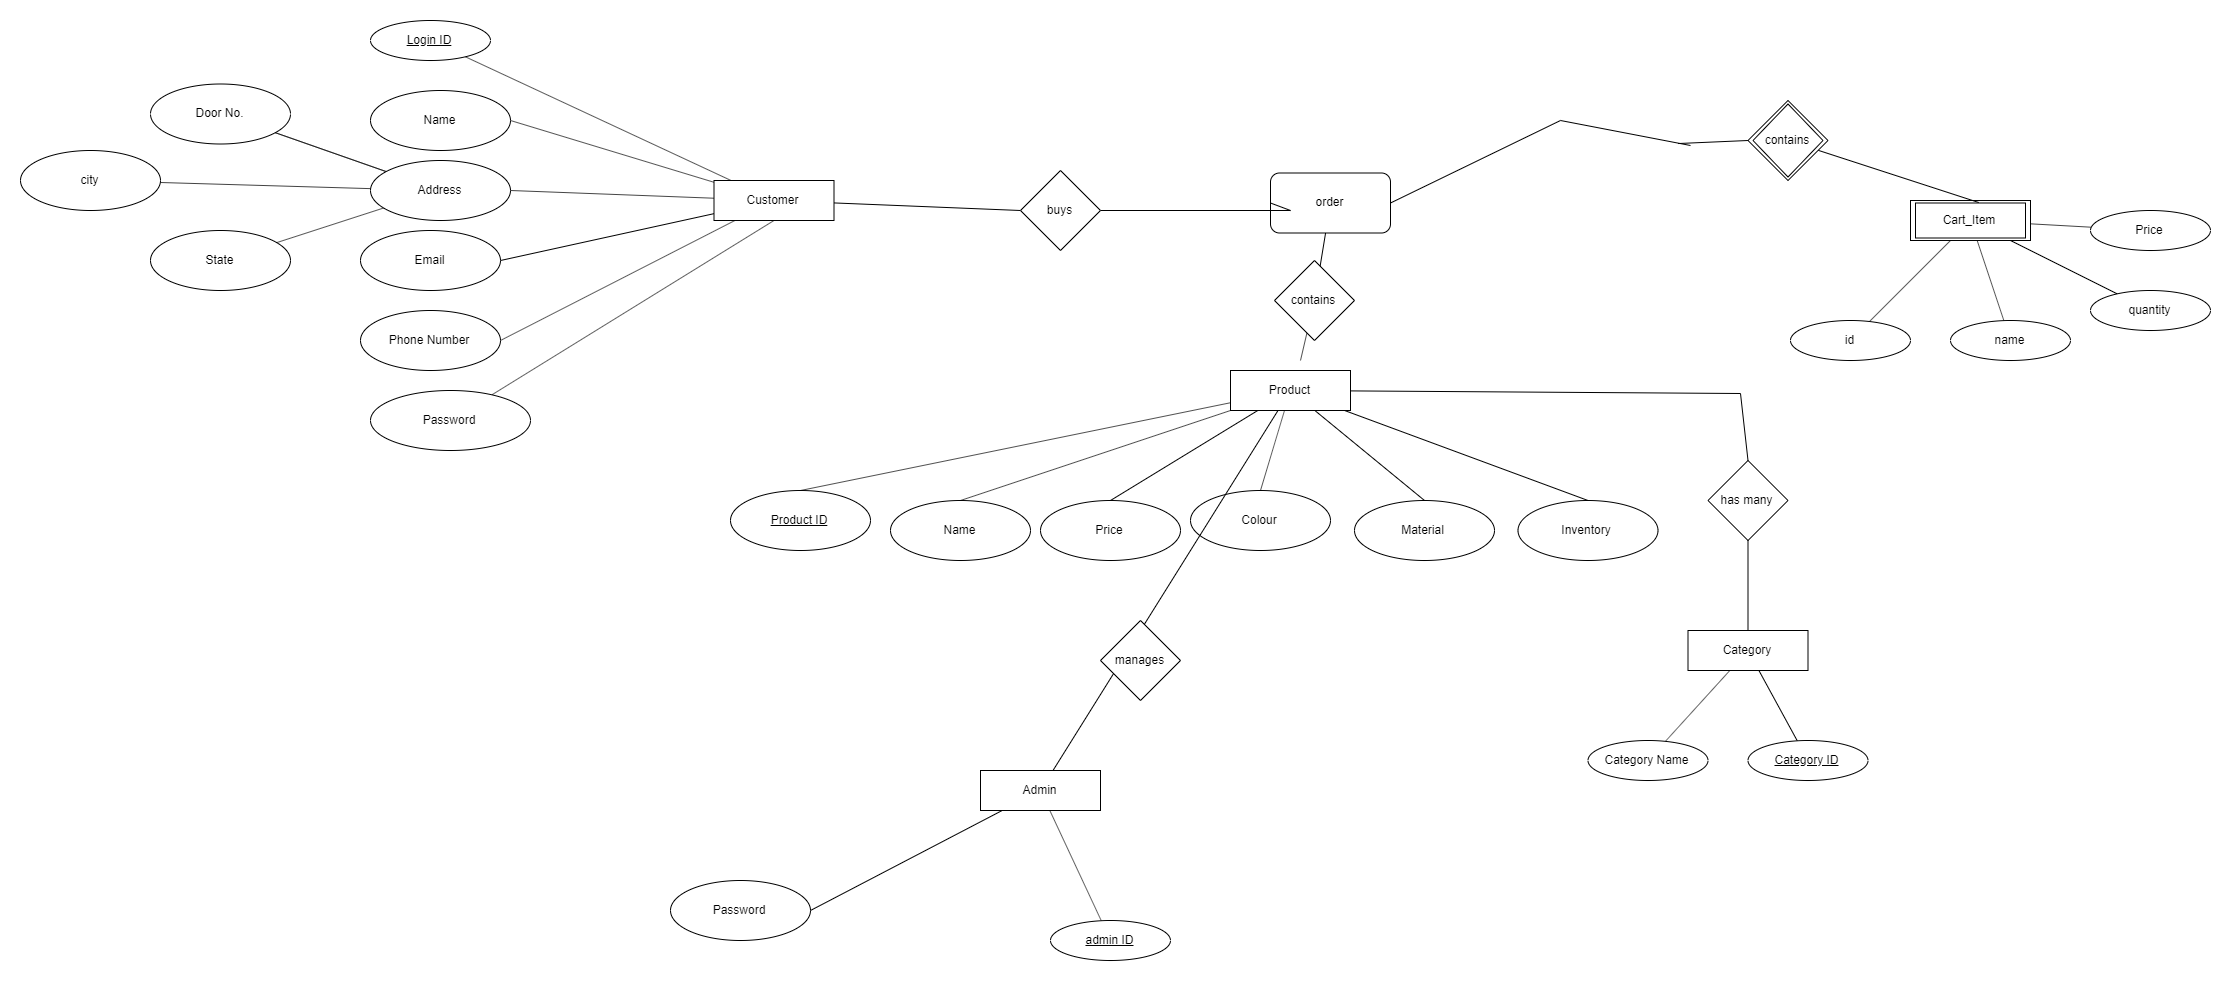 Login ID
Door No.
Name
contains
city
Address
Customer
buys
order
Cart_Item
Price
State
Email
contains
quantity
Phone Number
id
name
Product
Password
has many
Product ID
Name
Price
Colour
Material
Inventory
manages
Category
Category Name
Category ID
Admin
Password
admin ID